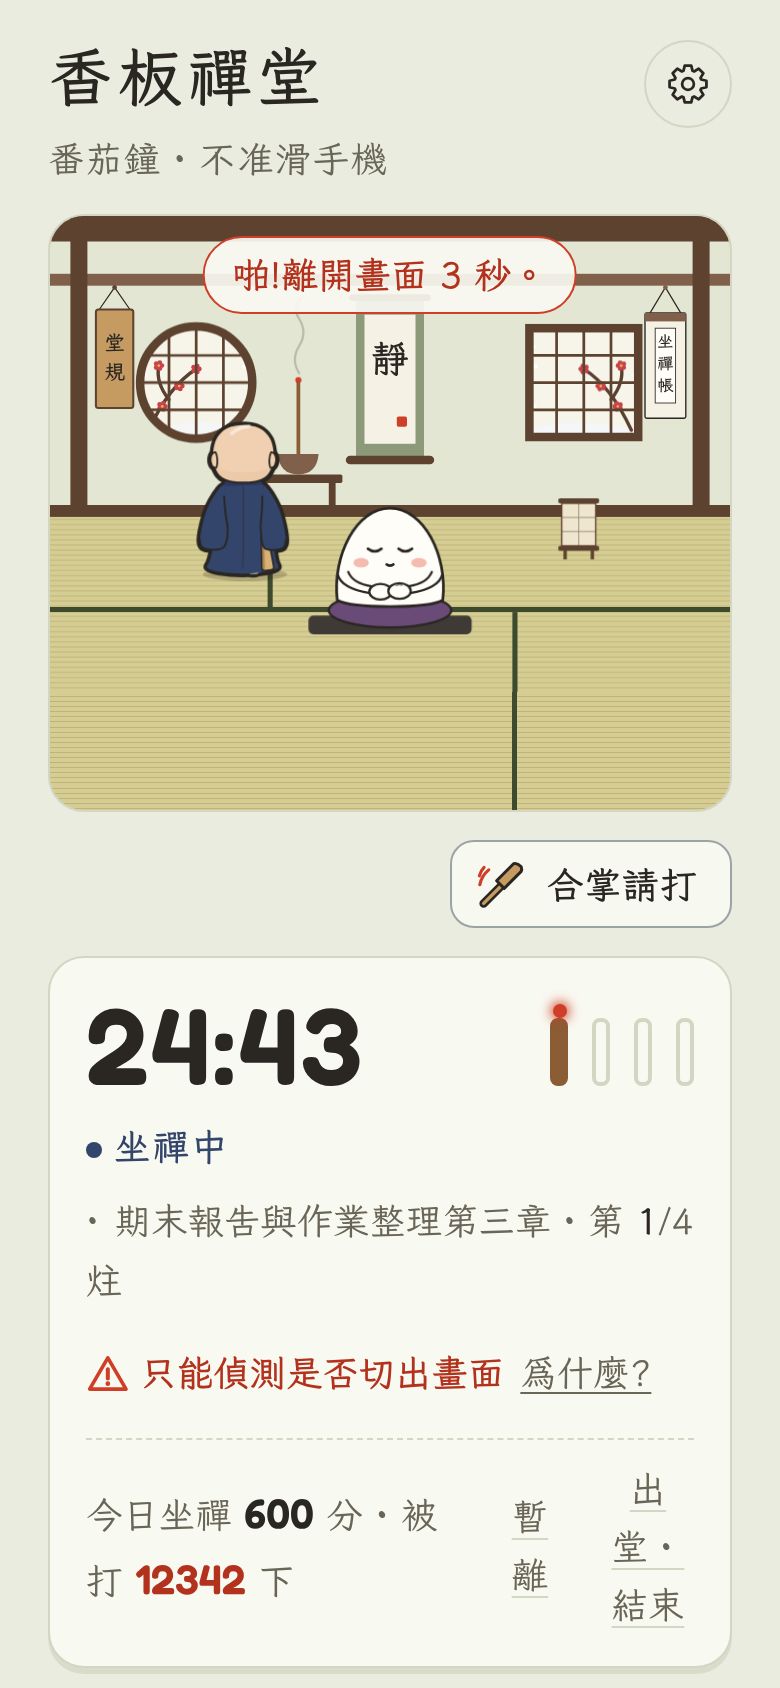 香板禪堂
番茄鐘・不准滑手機
啪!離開畫面 3 秒。
堂規
靜
坐禪帳
合掌請打
24:43
坐禪中
・期末報告與作業整理第三章・第 1/4
炷
只能偵測是否切出畫面 為什麼?
今日坐禪 600 分・被
打 12342 下
暫
離
出
堂・
結束